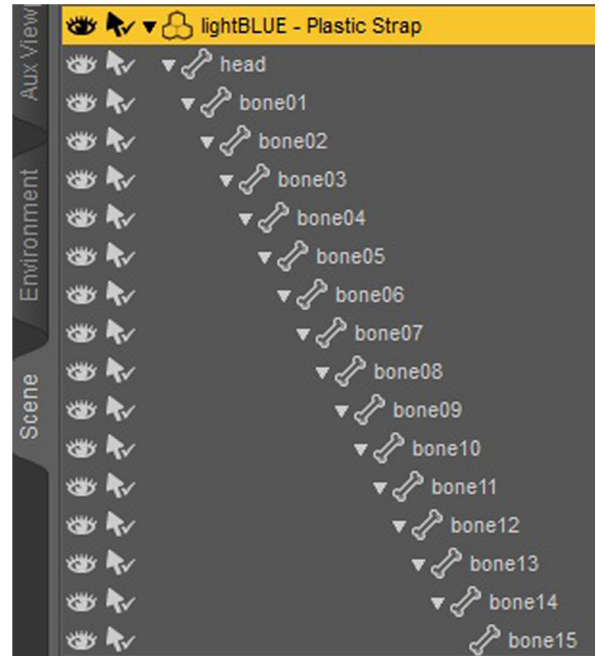 Aux View
Environment
Scene
lightBLUE - Plastic Strap
head
bone01
bone02
bone03
bone04
bone05
bone06
bone07
bone08
bone09
bone10
bone11
bone12
bone13
bone14
bone15